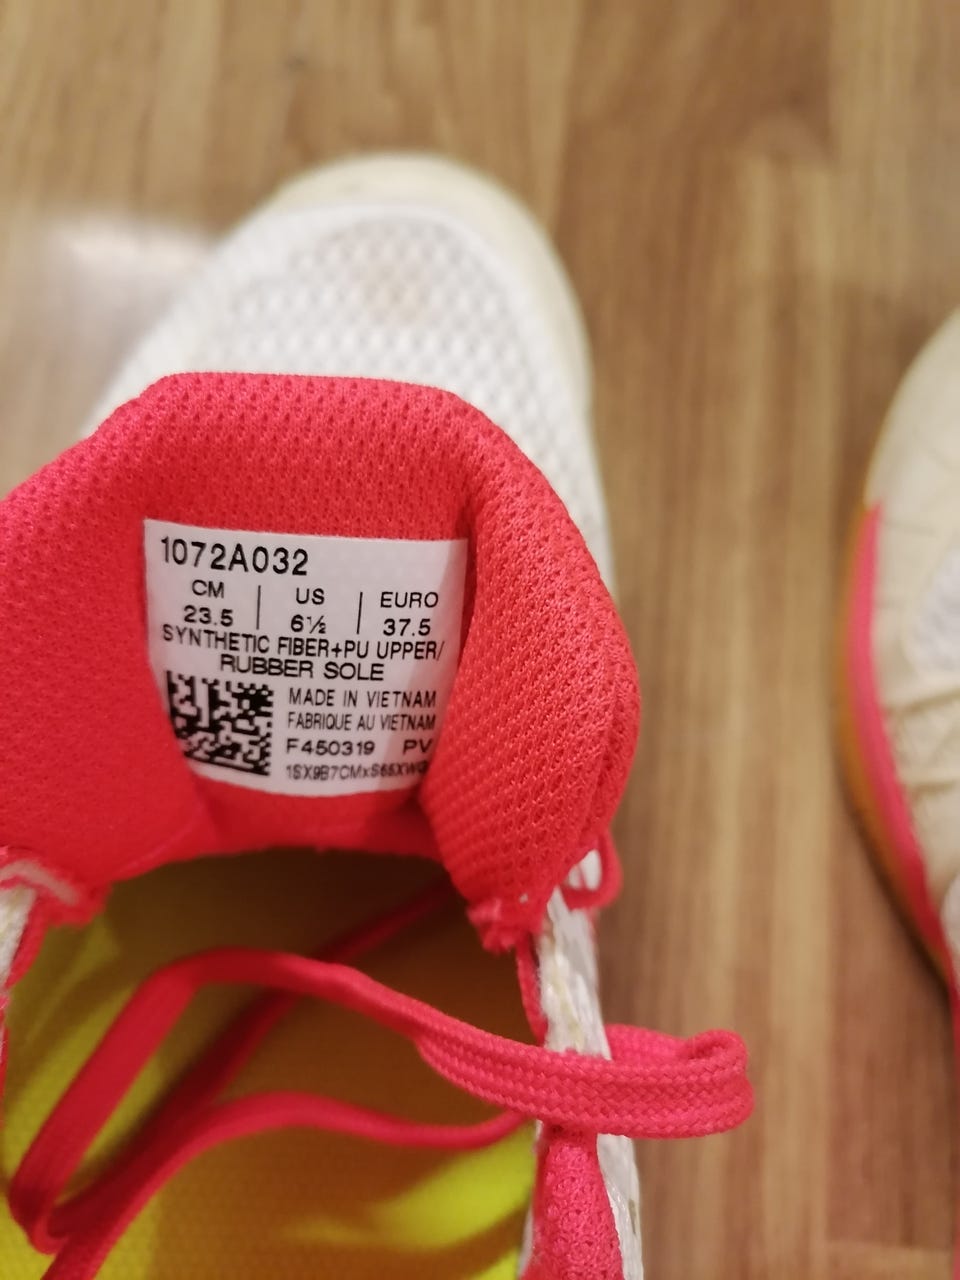 1072A032
CM | US | EURO
23.5 | 6½ | 37.5
SYNTHETIC FIBER+PU UPPER/
RUBBER SOLE
MADE IN VIETNAM
FABRIQUE AU VIETNAM
F450319 PV